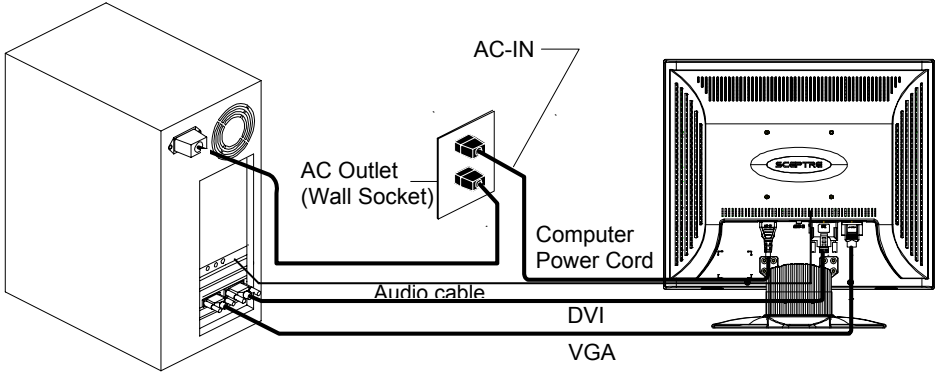 AC-IN
AC Outlet
(Wall Socket)
SCEPTRE
Computer
Power Cord
Audio cable
DVI
VGA